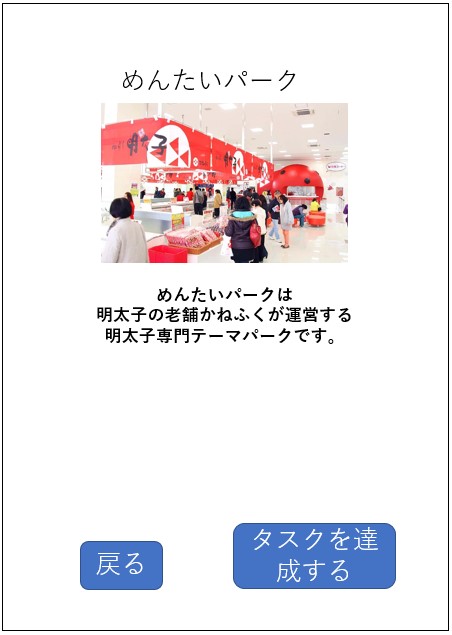 めんたいパーク
明太子
めんたいパークは
明太子の老舗かねふくが運営する
明太子専門テーマパークです。
戻る
タスクを達
成する